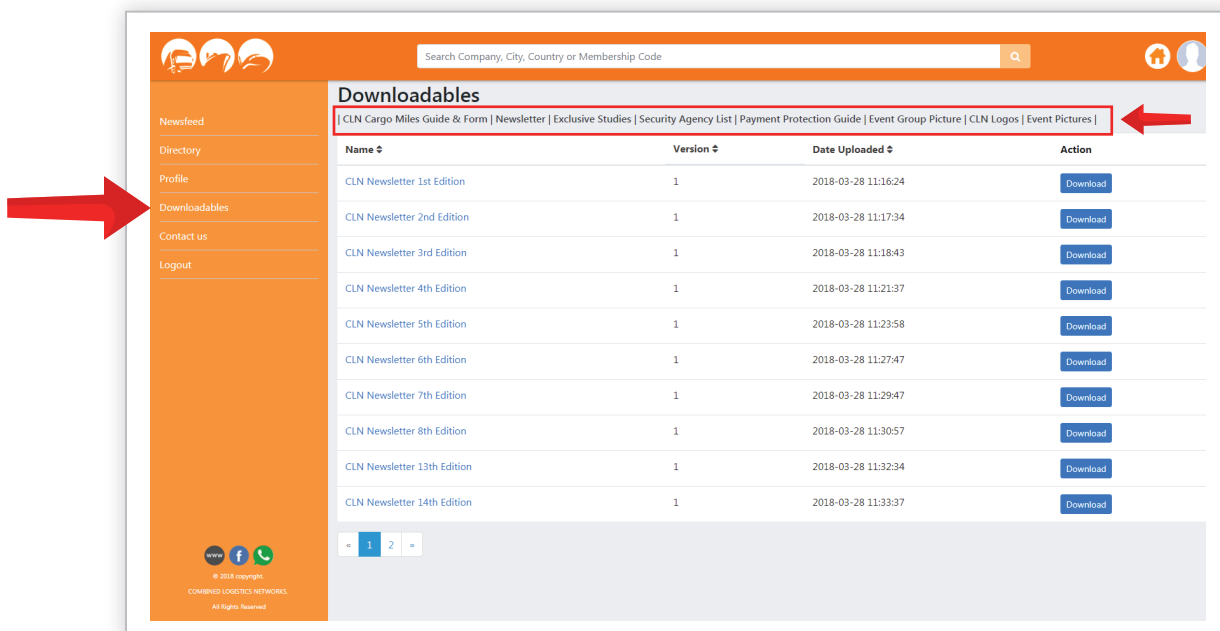 Search Company, City, Country or Membership Code
Newsfeed
Directory
Profile
Downloadables
Contact us
Logout
www
f
© 2018 copyright.
COMBINED LOGISTICS NETWORKS.
All Rights Reserved
Downloadables
| CLN Cargo Miles Guide & Form | Newsletter | Exclusive Studies | Security Agency List | Payment Protection Guide | Event Group Picture | CLN Logos | Event Pictures |
Name Version Date Uploaded Action
CLN Newsletter 1st Edition 1 2018-03-28 11:16:24 Download
CLN Newsletter 2nd Edition 1 2018-03-28 11:17:34 Download
CLN Newsletter 3rd Edition 1 2018-03-28 11:18:43 Download
CLN Newsletter 4th Edition 1 2018-03-28 11:21:37 Download
CLN Newsletter 5th Edition 1 2018-03-28 11:23:58 Download
CLN Newsletter 6th Edition 1 2018-03-28 11:27:47 Download
CLN Newsletter 7th Edition 1 2018-03-28 11:29:47 Download
CLN Newsletter 8th Edition 1 2018-03-28 11:30:57 Download
CLN Newsletter 13th Edition 1 2018-03-28 11:32:34 Download
CLN Newsletter 14th Edition 1 2018-03-28 11:33:37 Download
« 1 2 »